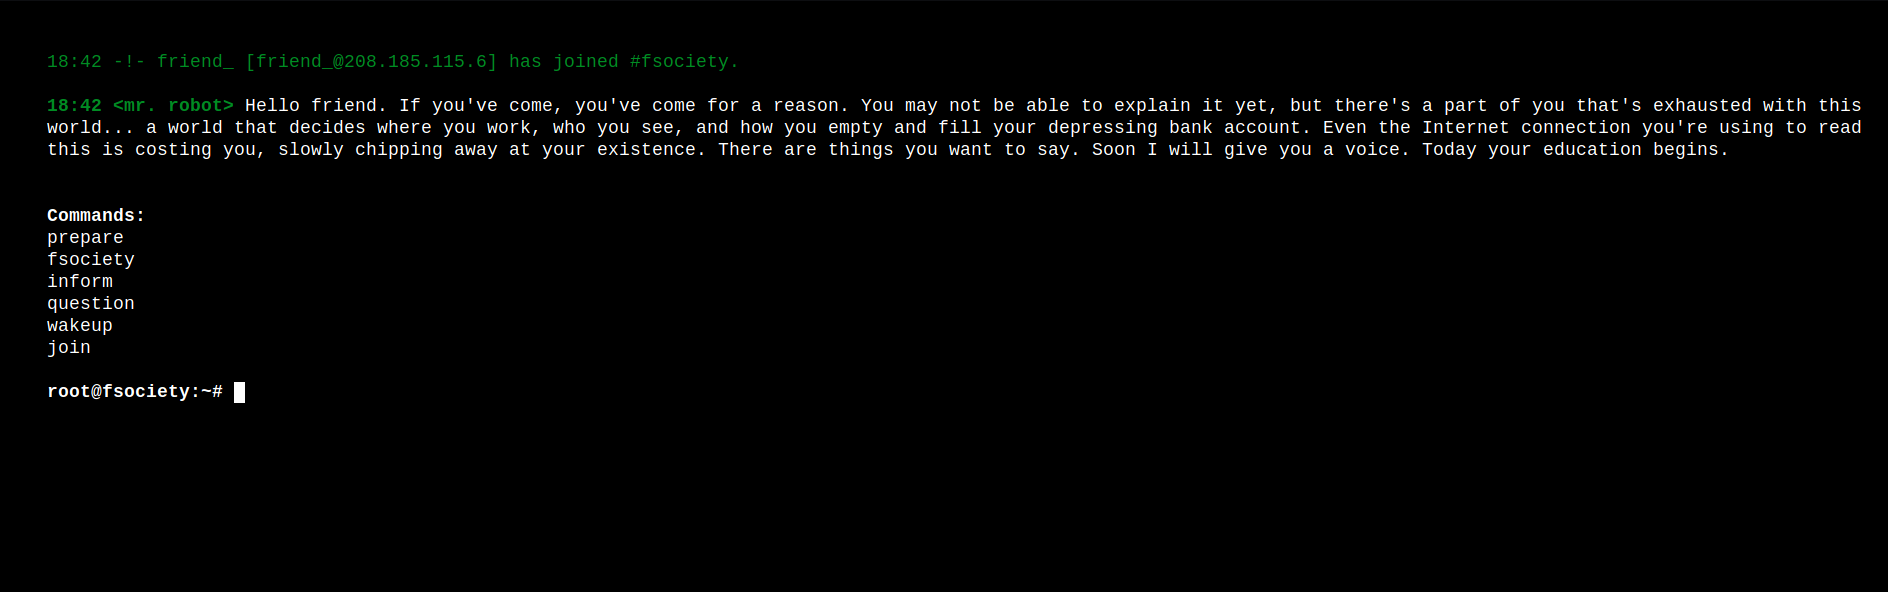 18:42 -!- friend_ [friend_@208.185.115.6] has joined #fsociety.
18:42 <mr. robot> Hello friend. If you've come, you've come for a reason. You may not be able to explain it yet, but there's a part of you that's exhausted with this
world... a world that decides where you work, who you see, and how you empty and fill your depressing bank account. Even the Internet connection you're using to read
this is costing you, slowly chipping away at your existence. There are things you want to say. Soon I will give you a voice. Today your education begins.
Commands:
prepare
fsociety
inform
question
wakeup
join
root@fsociety:~#